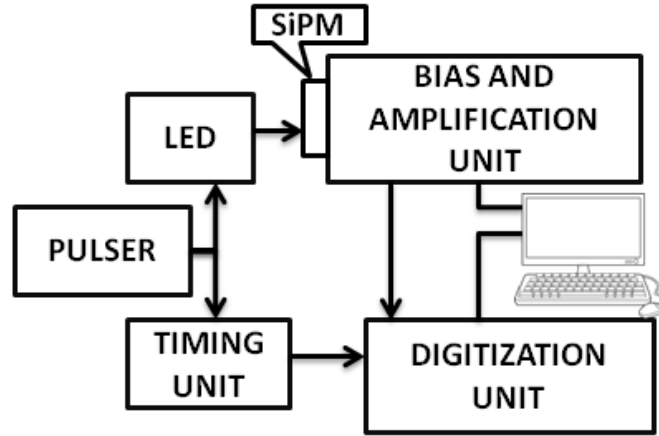 SiPM
BIAS AND
AMPLIFICATION
UNIT
LED
PULSER
TIMING
UNIT
DIGITIZATION
UNIT